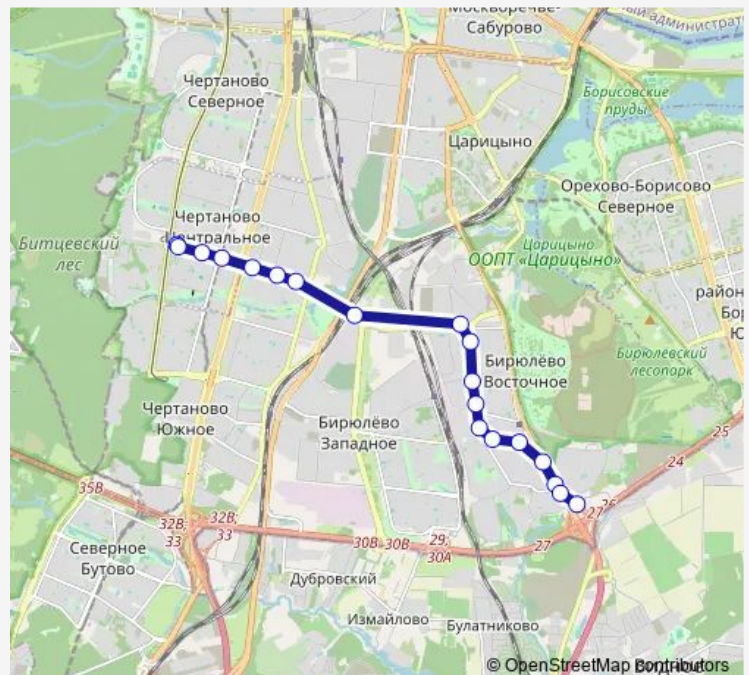 Москворечье-
Сабурово
Чертаново
Северное
Борисовские
пруды
Царицыно
Орехово-Борисово
Северное
Чертаново
Центральное
Битцевский
лес
Царицыно
ООПТ «Царицыно»
район
Бор
Ю
Бирюлёво
Восточное
Бирюлёвский
лесопарк
Чертаново
Южное
Бирюлёво
Западное
25
24
35В
26
27
32В;
33
32В;
33
30В
30В
29;
30А
27
Северное
Бутово
Дубровский
Измайлово
Булатниково
© OpenStreetMap contributors